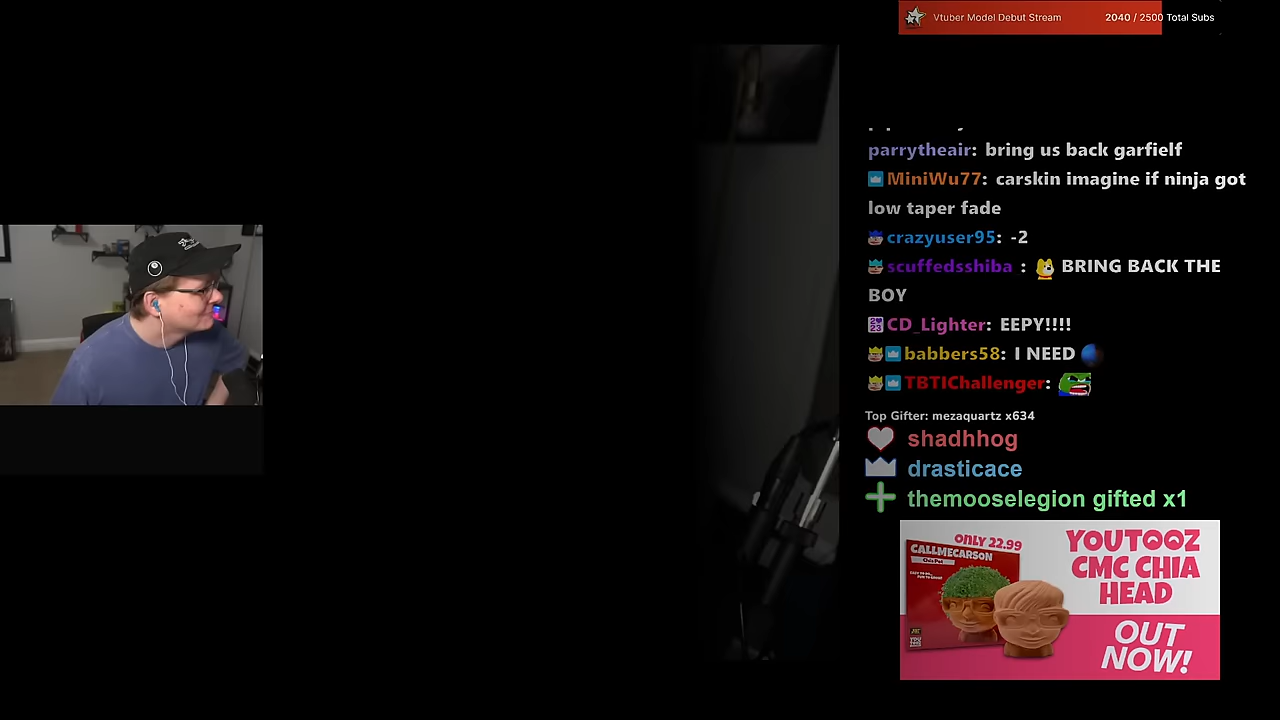 Vtuber Model Debut Stream 2040 / 2500 Total Subs
parrytheair: bring us back garfielf
MiniWu77: carskin imagine if ninja got
low taper fade
crazyuser95: -2
scuffedsshiba : BRING BACK THE
BOY
CD_Lighter: EEPY!!!!
babbers58: I NEED
TBTIChallenger:
Top Gifter: mezaquartz x634
shadhhog
drasticace
themooselegion gifted x1
ONLY 22.99
CALLMECARSON
Chia Pet
YOUTOOZ
CMC CHIA
HEAD
OUT
NOW!